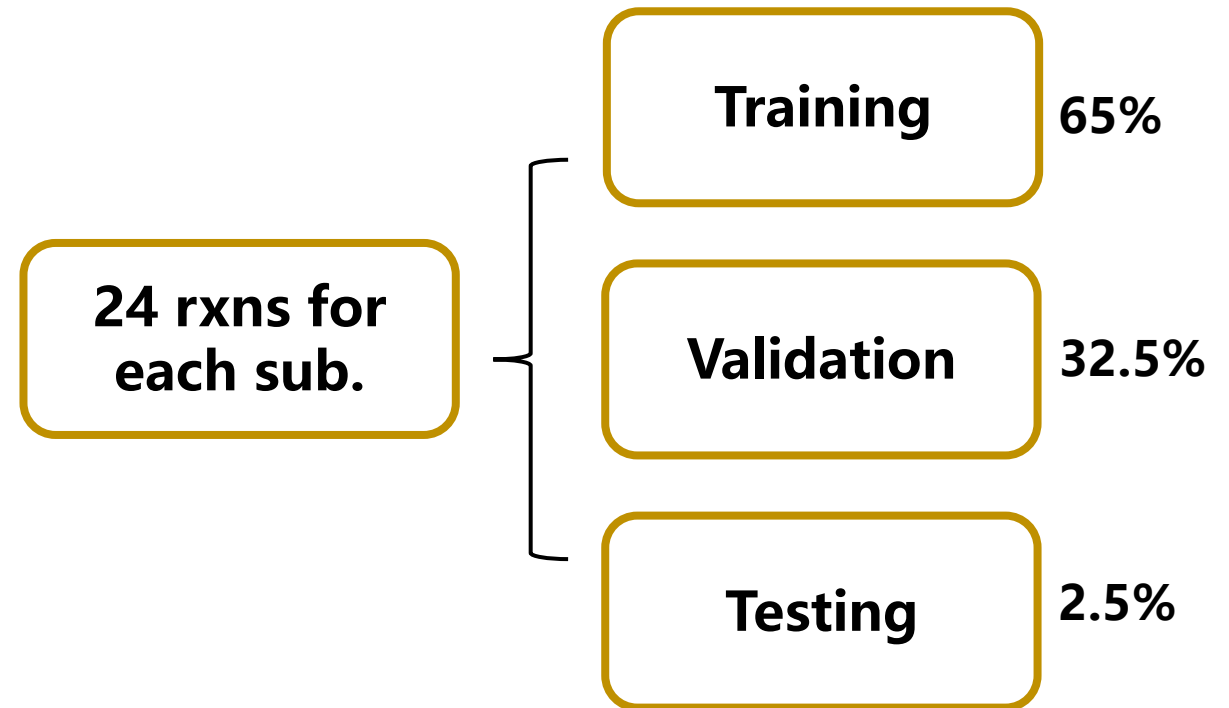 24 rxns for
each sub.
Training
65%
Validation
32.5%
Testing
2.5%